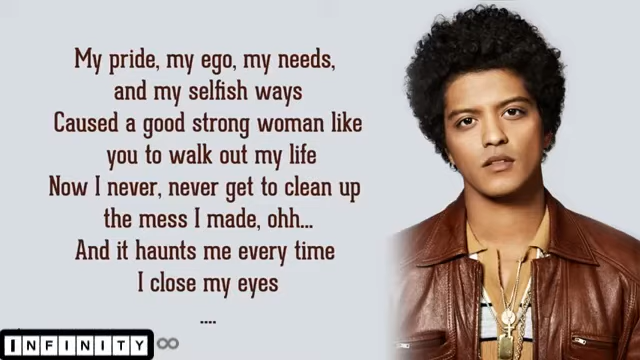 My pride, my ego, my needs,
and my selfish ways
Caused a good strong woman like
you to walk out my life
Now I never, never get to clean up
the mess I made, ohh...
And it haunts me every time
I close my eyes
....
INFINITY ∞